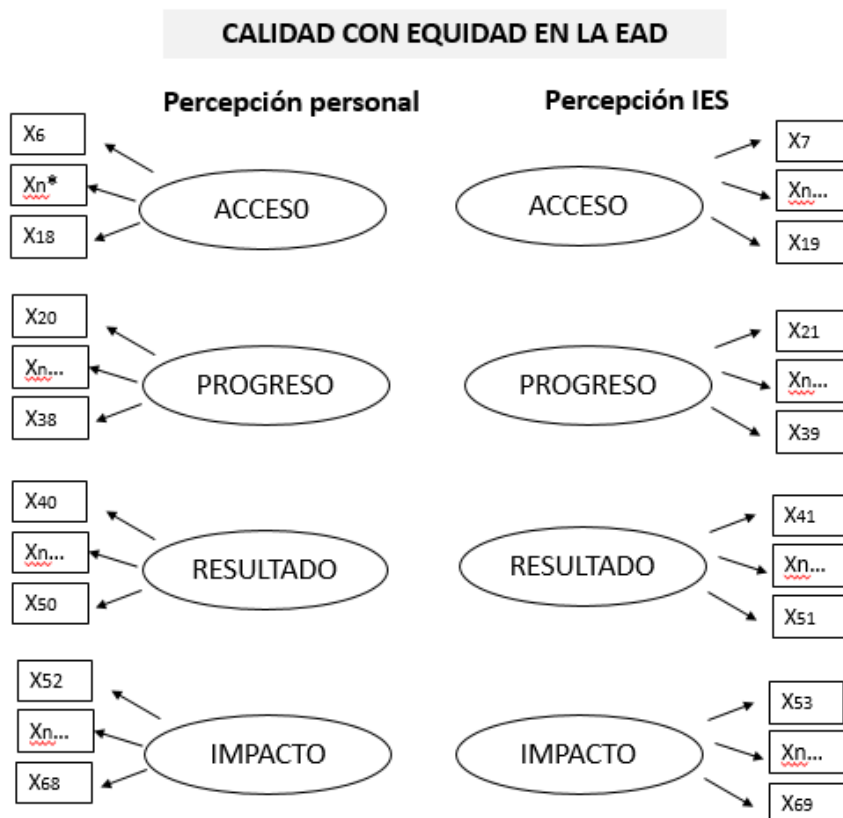 CALIDAD CON EQUIDAD EN LA EAD
Percepción personal
Percepción IES
X6
Xn*
X18
ACCES0
ACCESO
X7
Xn...
X19
X20
Xn...
X38
PROGRESO
PROGRESO
X21
Xn...
X39
X40
Xn...
X50
RESULTADO
RESULTADO
X41
Xn...
X51
X52
Xn...
X68
IMPACTO
IMPACTO
X53
Xn...
X69